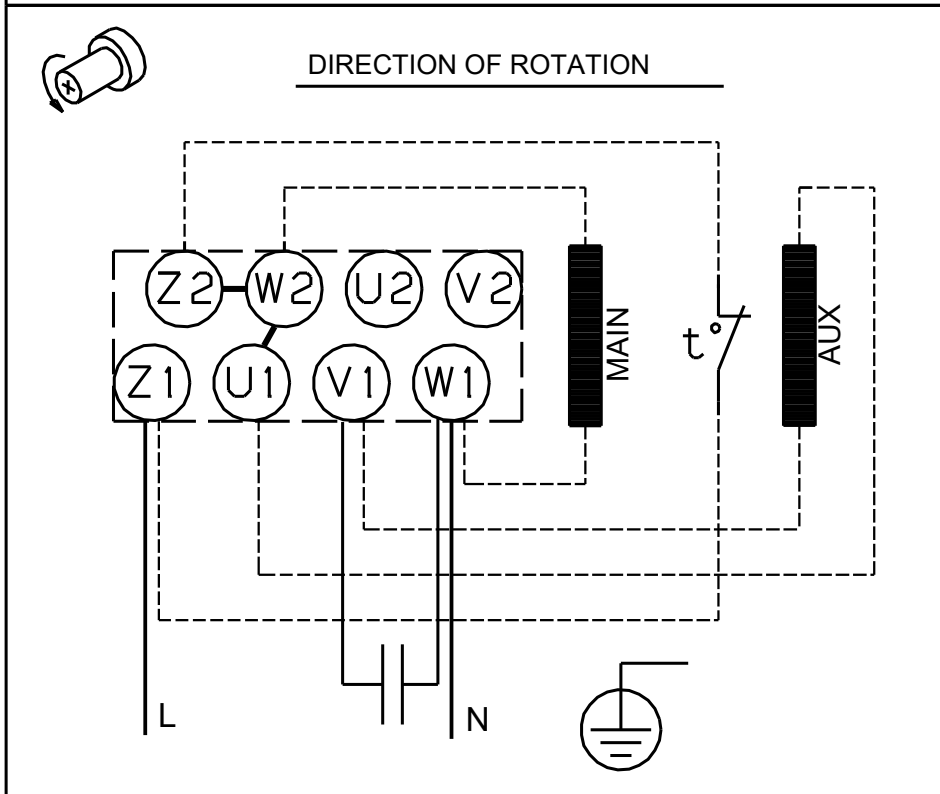 DIRECTION OF ROTATION
Z2 W2 U2 V2
Z1 U1 V1 W1
MAIN
t°
AUX
L
N